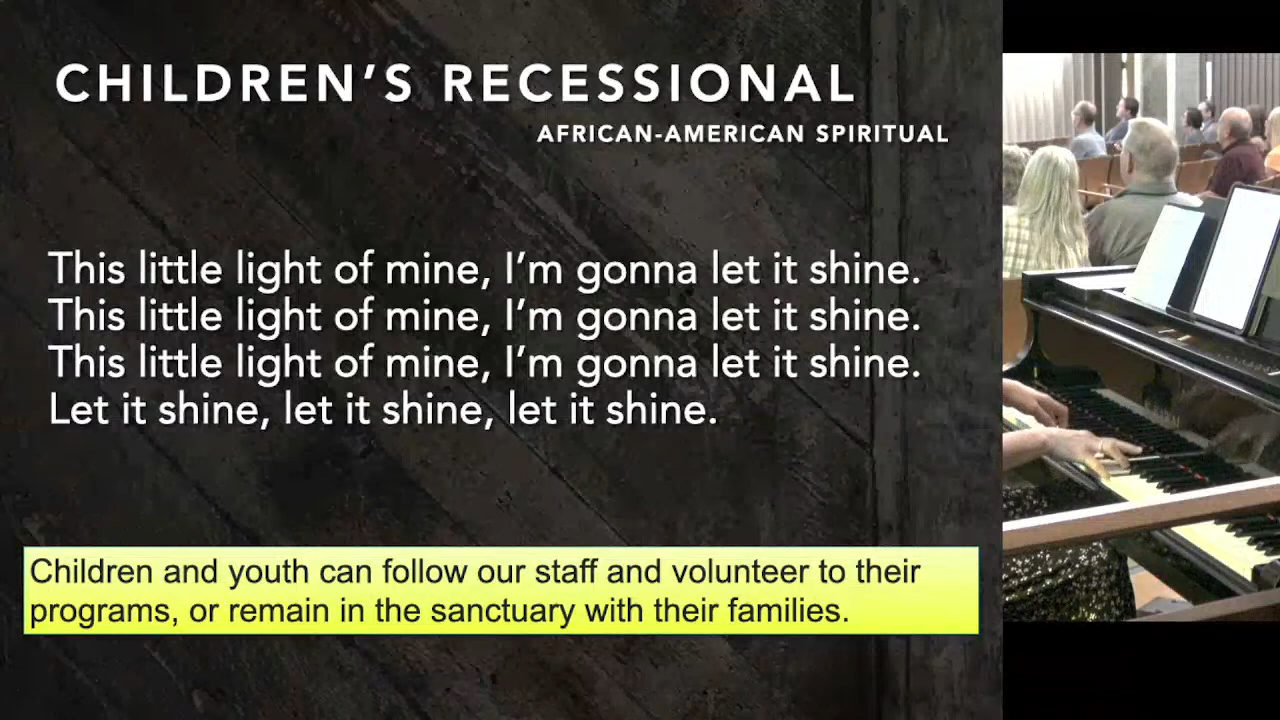 CHILDREN’S RECESSIONAL
AFRICAN-AMERICAN SPIRITUAL
This little light of mine, I’m gonna let it shine.
This little light of mine, I’m gonna let it shine.
This little light of mine, I’m gonna let it shine.
Let it shine, let it shine, let it shine.
Children and youth can follow our staff and volunteer to their
programs, or remain in the sanctuary with their families.